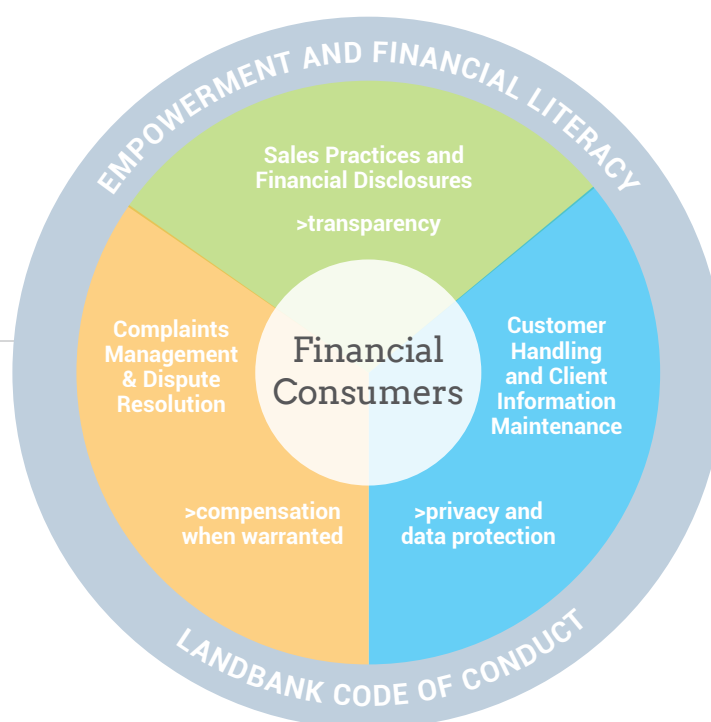 EMPOWERMENT AND FINANCIAL LITERACY
Sales Practices and
Financial Disclosures
>transparency
Complaints
Management
& Dispute
Resolution
Financial
Consumers
Customer
Handling
and Client
Information
Maintenance
>compensation
when warranted
>privacy and
data protection
LANDBANK CODE OF CONDUCT